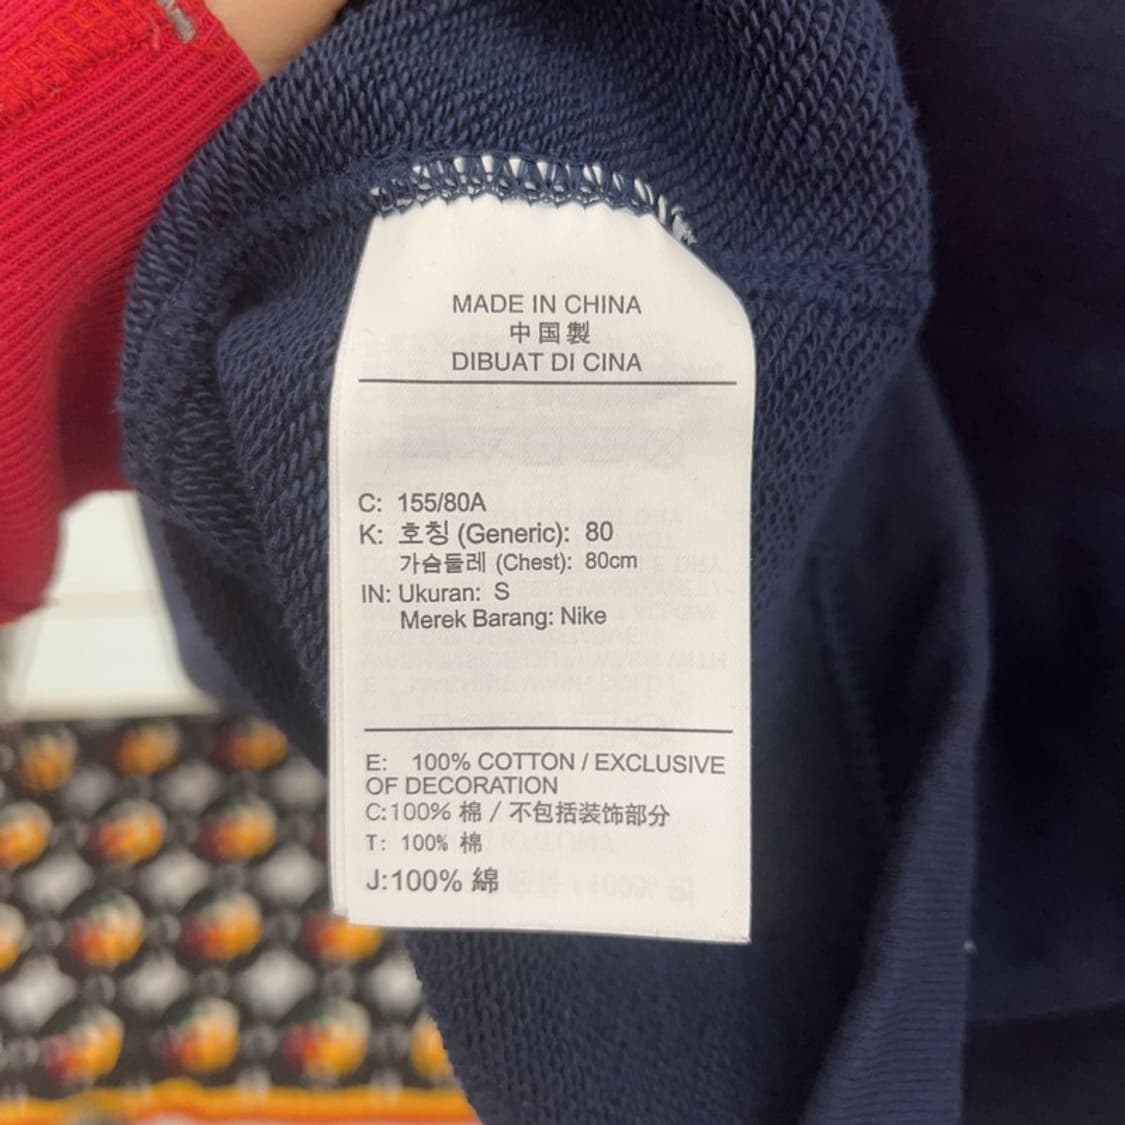 MADE IN CHINA
中国製
DIBUAT DI CINA
C: 155/80A
K: 호칭 (Generic): 80
가슴둘레 (Chest): 80cm
IN: Ukuran: S
Merek Barang: Nike
E: 100% COTTON / EXCLUSIVE
OF DECORATION
C:100% 棉 / 不包括装饰部分
T: 100% 棉
J:100% 綿